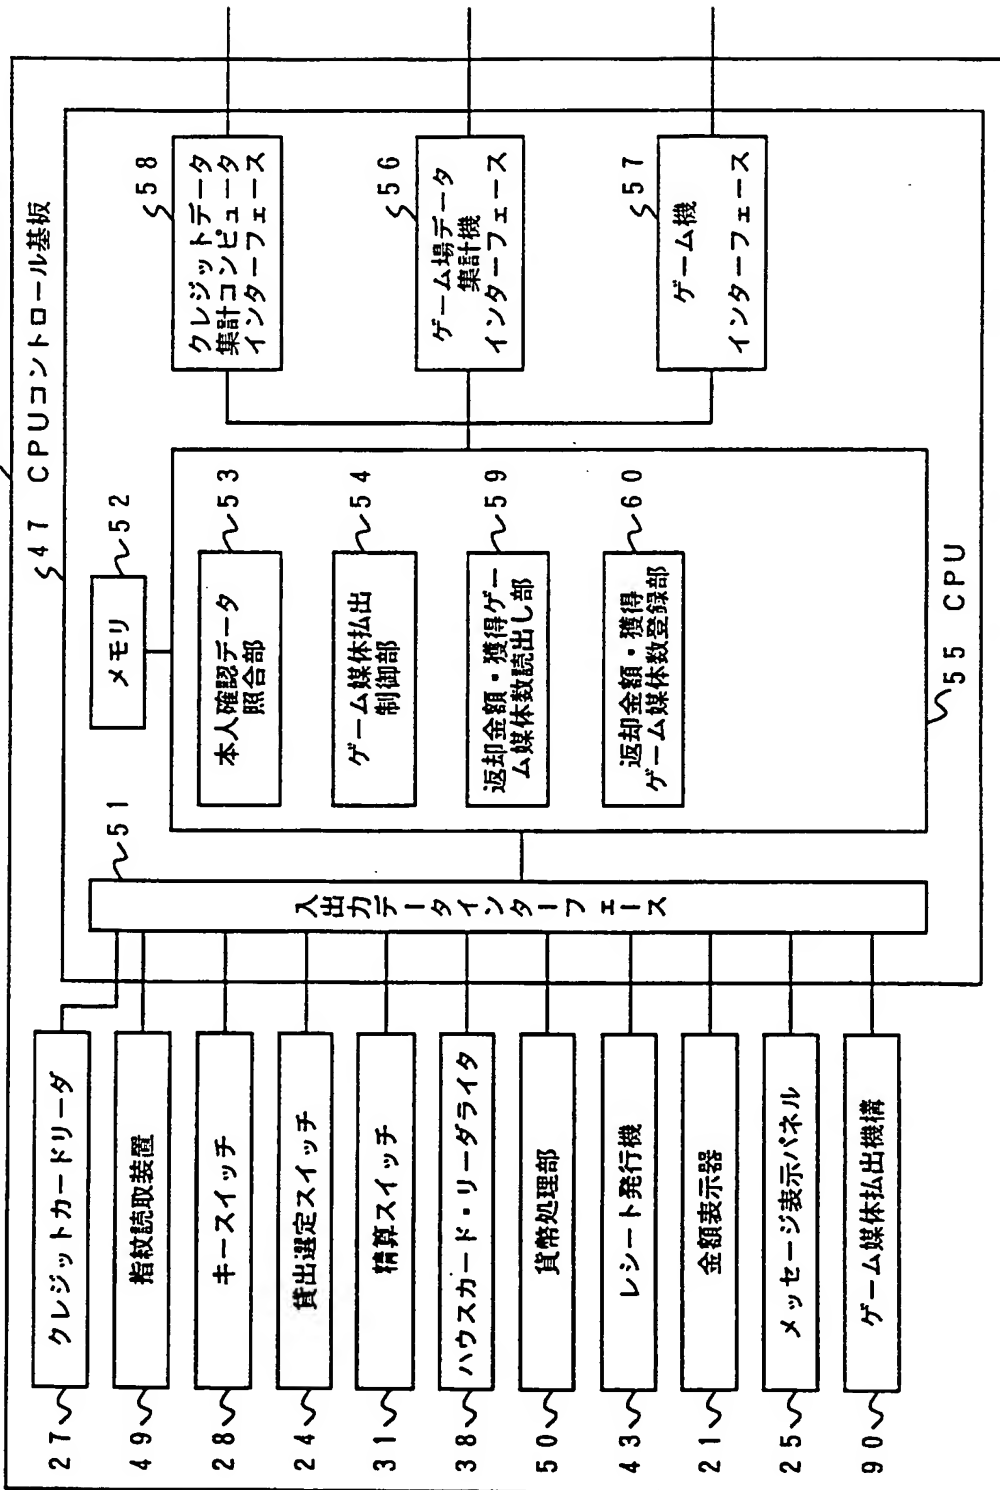 27
クレジットカードリーダ
49
指紋読取装置
28
キースイッチ
24
貸出選定スイッチ
31
精算スイッチ
38
ハウスカード・リーダライタ
50
貨幣処理部
43
レシート発行機
21
金額表示器
25
メッセージ表示パネル
90
ゲーム媒体払出機構
47 CPUコントロール基板
51
入出力データインターフェース
メモリ
52
本人確認データ
照合部
53
ゲーム媒体払出
制御部
54
返却金額・獲得ゲー
ム媒体数読出し部
59
返却金額・獲得
ゲーム媒体数登録部
60
55 CPU
クレジットデータ
集計コンピュータ
インターフェース
58
ゲーム場データ
集計機
インターフェース
56
ゲーム機
インターフェース
57